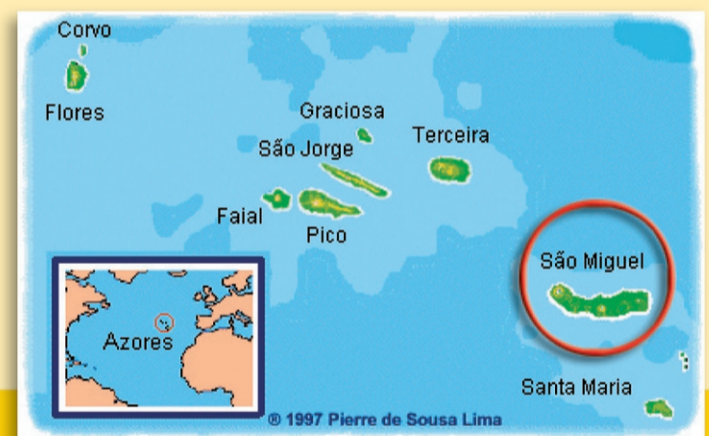 Corvo
Flores
Graciosa
São Jorge
Terceira
Faial
Pico
São Miguel
Azores
Santa Maria
® 1997 Pierre de Sousa Lima